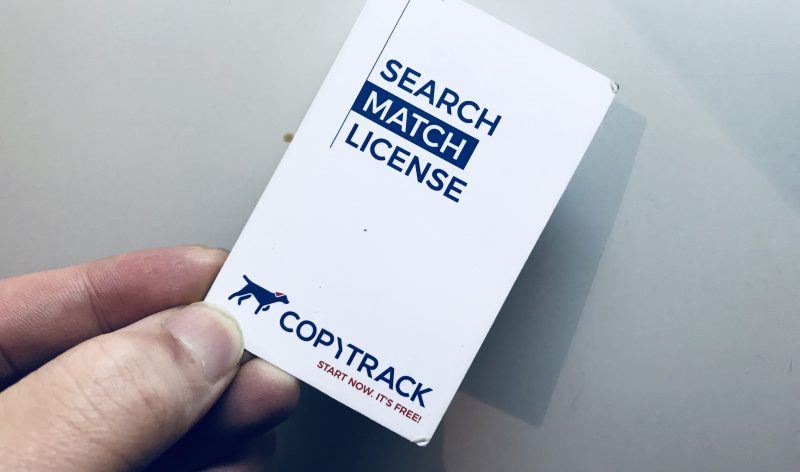 SEARCH
MATCH
LICENSE
COPYTRACK
START NOW. IT'S FREE!